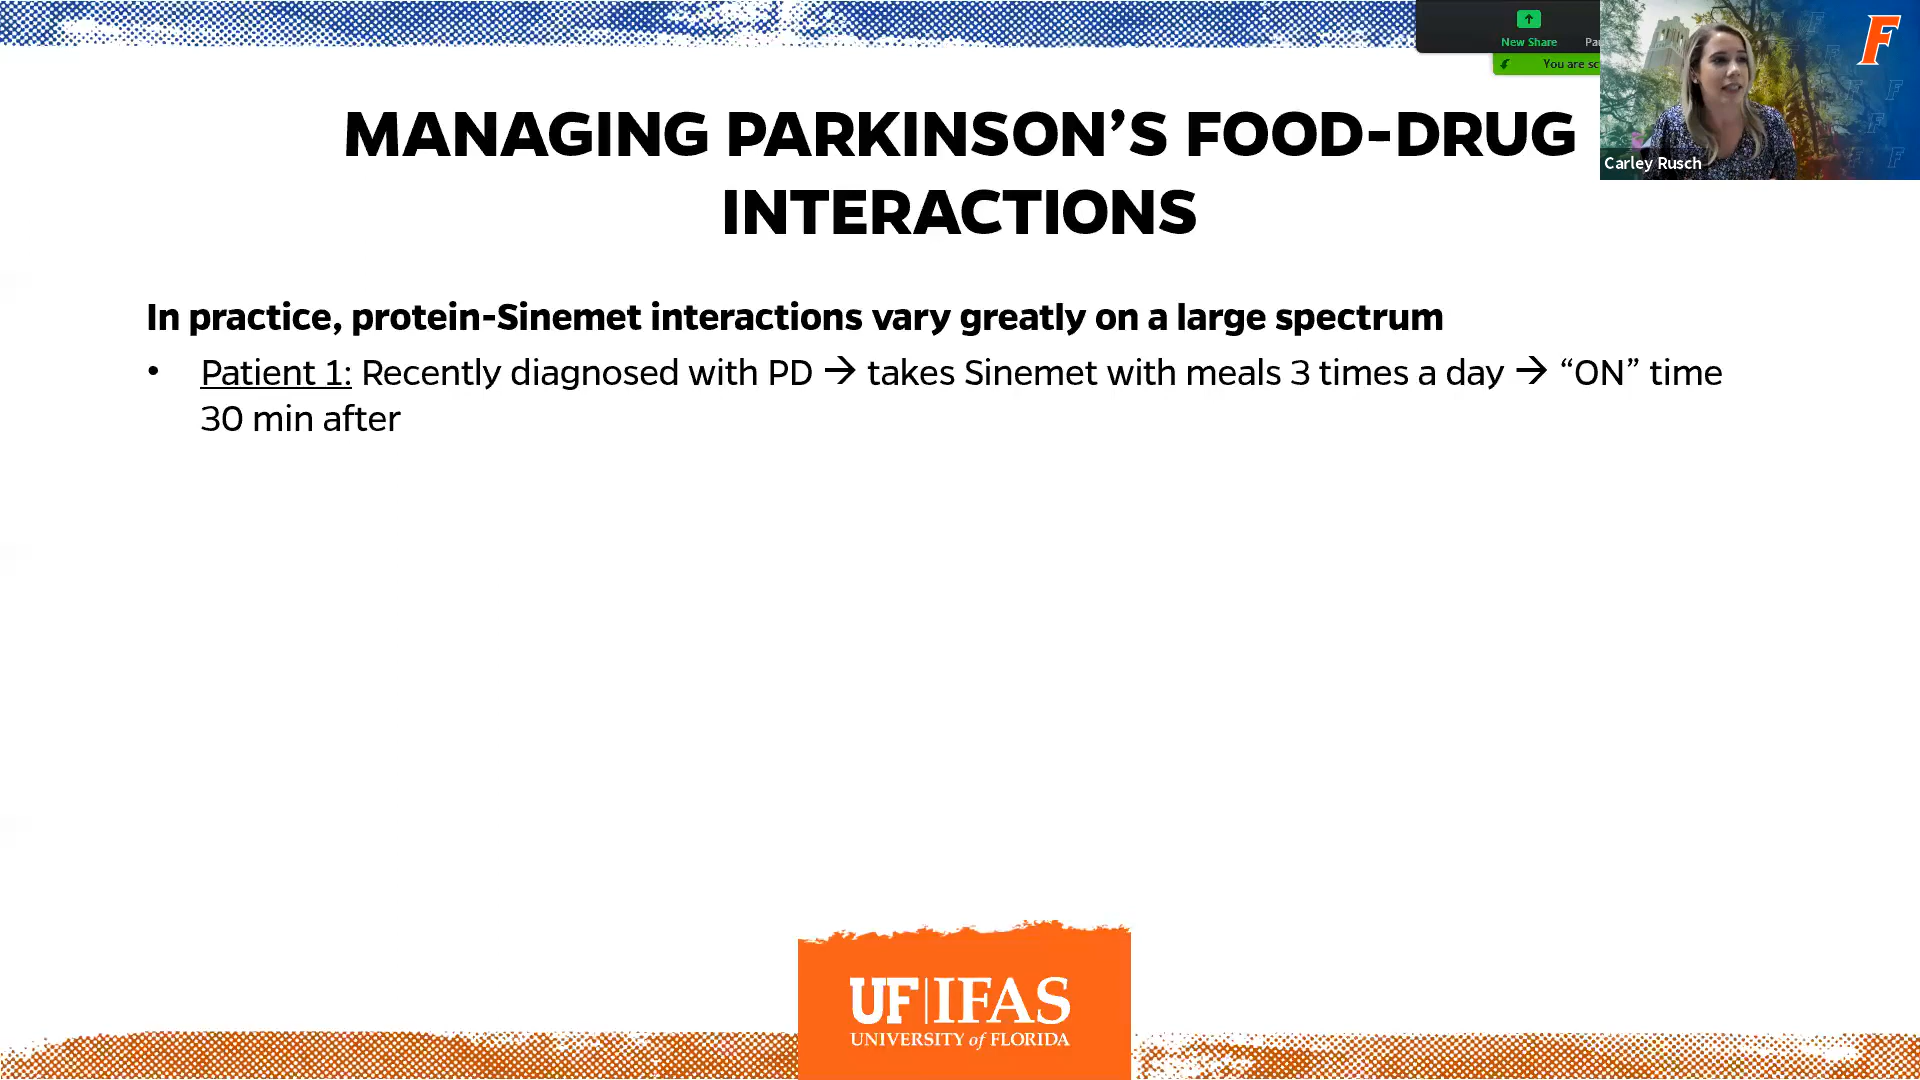 New Share
You are
Carley Rusch
F
MANAGING PARKINSON’S FOOD-DRUG
INTERACTIONS
In practice, protein-Sinemet interactions vary greatly on a large spectrum
• Patient 1: Recently diagnosed with PD → takes Sinemet with meals 3 times a day → “ON” time
30 min after
UF|IFAS
UNIVERSITY of FLORIDA